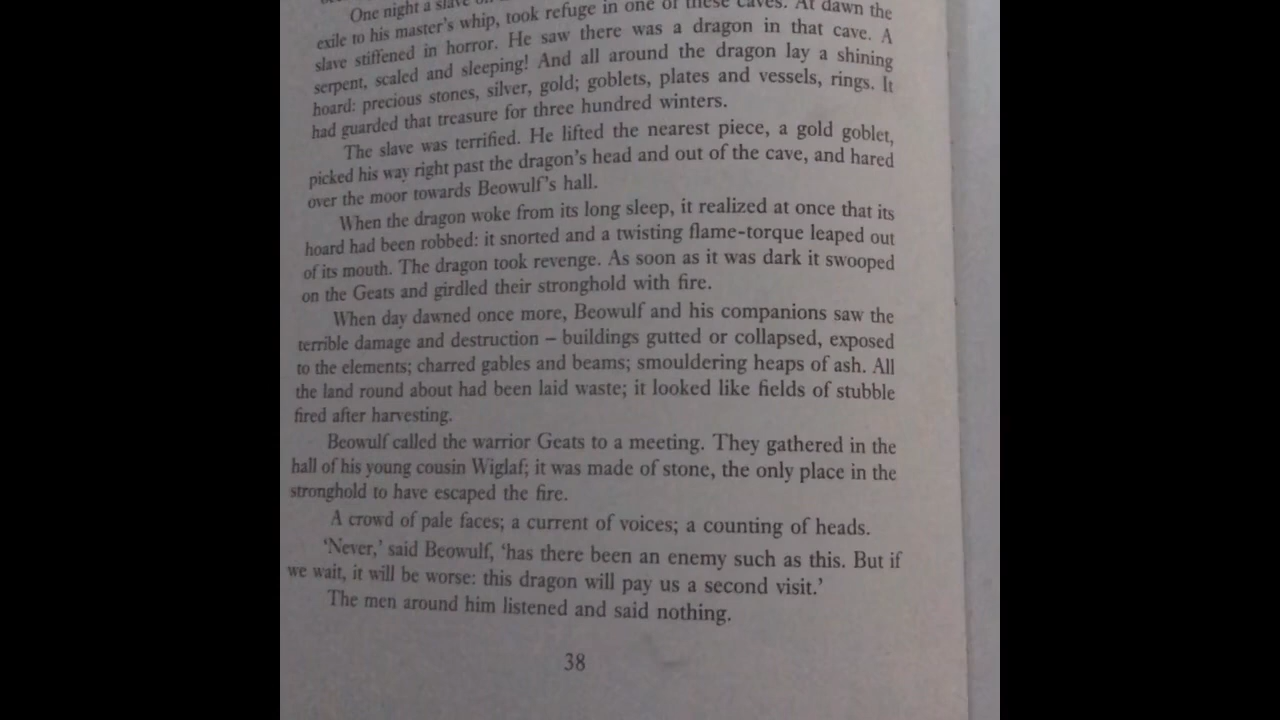 One night a slave
exile to his master's whip, took refuge in one of these caves. At dawn the
slave stiffened in horror. He saw there was a dragon in that cave. A
serpent, scaled and sleeping! And all around the dragon lay a shining
hoard: precious stones, silver, gold; goblets, plates and vessels, rings. It
had guarded that treasure for three hundred winters.
The slave was terrified. He lifted the nearest piece, a gold goblet,
picked his way right past the dragon's head and out of the cave, and hared
over the moor towards Beowulf's hall.
When the dragon woke from its long sleep, it realized at once that its
hoard had been robbed: it snorted and a twisting flame-torque leaped out
of its mouth. The dragon took revenge. As soon as it was dark it swooped
on the Geats and girdled their stronghold with fire.
When day dawned once more, Beowulf and his companions saw the
terrible damage and destruction – buildings gutted or collapsed, exposed
to the elements; charred gables and beams; smouldering heaps of ash. All
the land round about had been laid waste; it looked like fields of stubble
fired after harvesting.
Beowulf called the warrior Geats to a meeting. They gathered in the
hall of his young cousin Wiglaf; it was made of stone, the only place in the
stronghold to have escaped the fire.
A crowd of pale faces; a current of voices; a counting of heads.
'Never,' said Beowulf, 'has there been an enemy such as this. But if
we wait, it will be worse: this dragon will pay us a second visit.'
The men around him listened and said nothing.
38